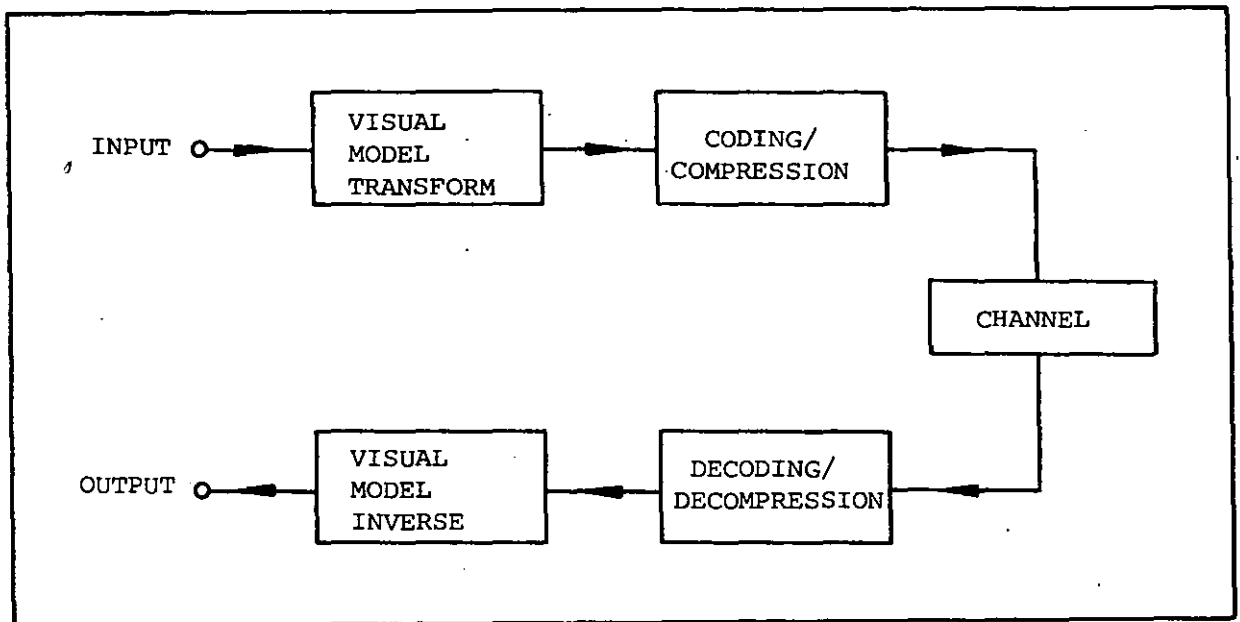 INPUT
VISUAL
MODEL
TRANSFORM
CODING/
COMPRESSION
CHANNEL
DECODING/
DECOMPRESSION
VISUAL
MODEL
INVERSE
OUTPUT